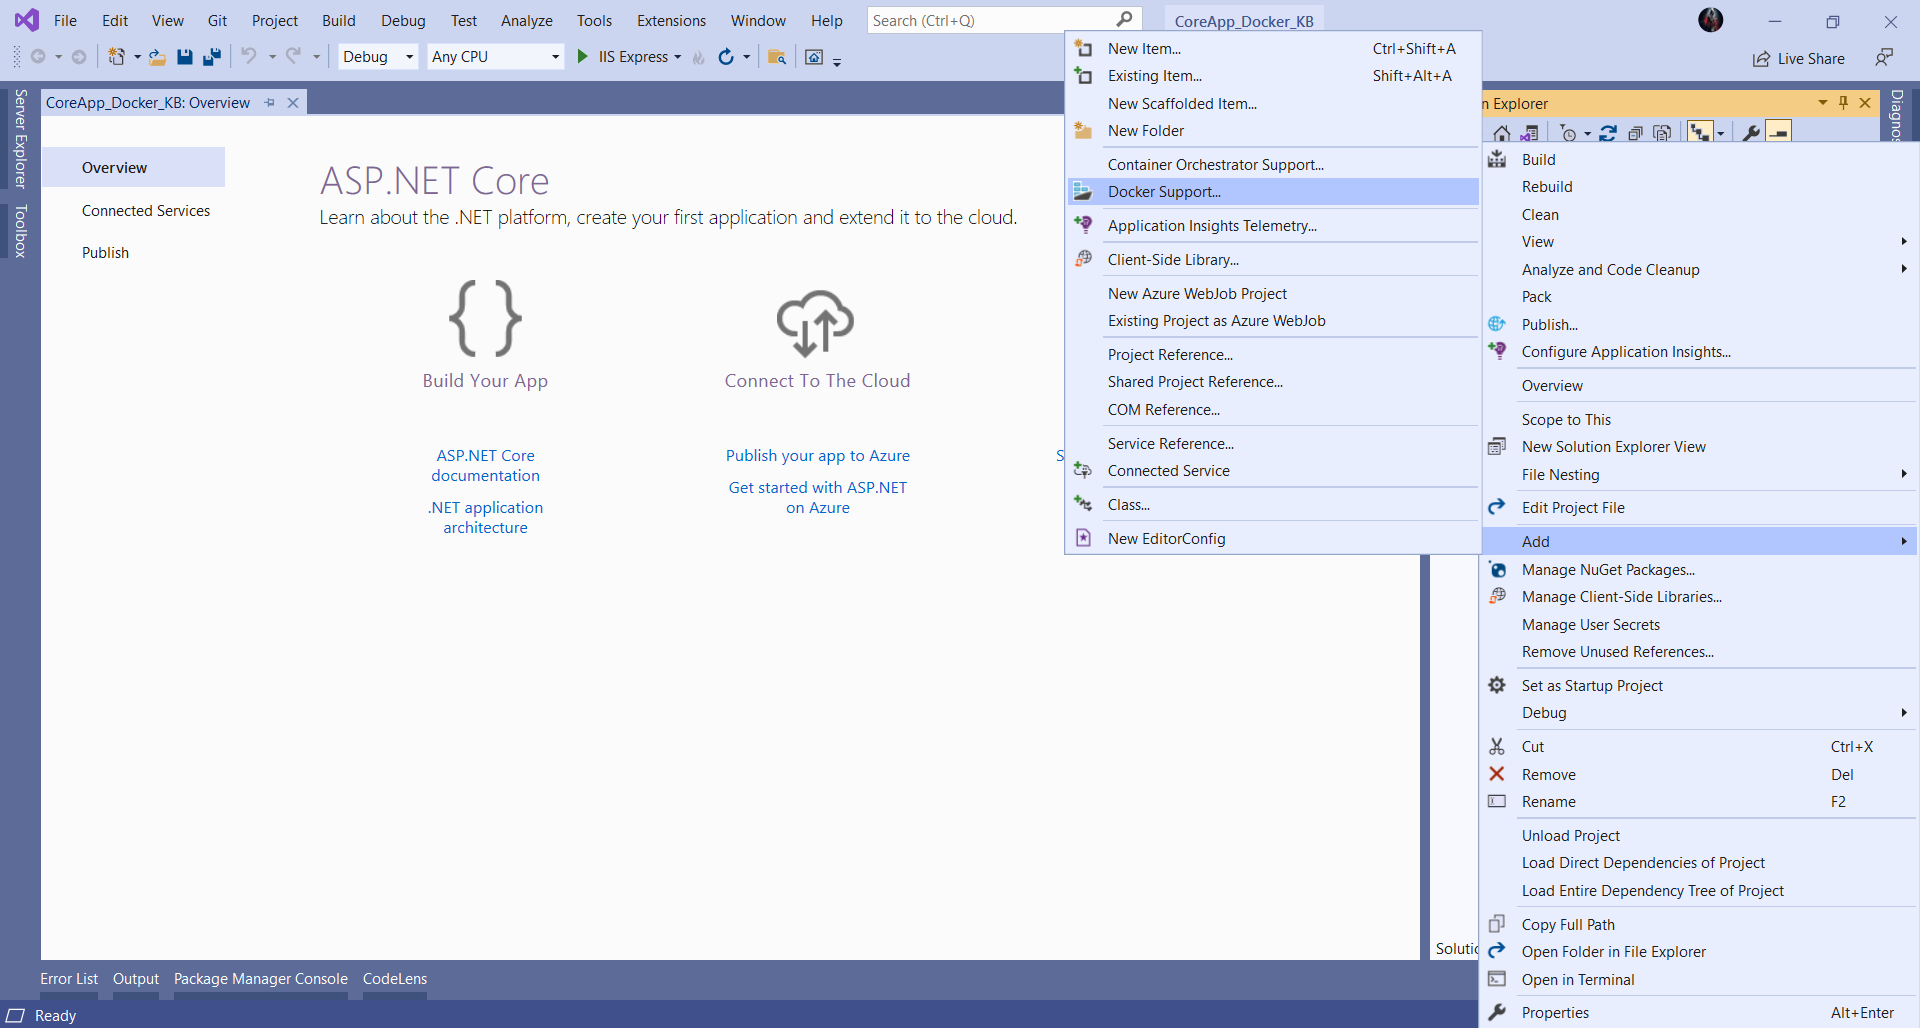 File Edit View Git Project Build Debug Test Analyze Tools Extensions Window Help Search (Ctrl+Q) CoreApp_Docker_KB
Debug Any CPU IIS Express Live Share
Server Explorer
Toolbox
CoreApp_Docker_KB: Overview
Overview
Connected Services
Publish
ASP.NET Core
Learn about the .NET platform, create your first application and extend it to the cloud.
Build Your App
ASP.NET Core
documentation
.NET application
architecture
Connect To The Cloud
Publish your app to Azure
Get started with ASP.NET
on Azure
S
New Item... Ctrl+Shift+A
Existing Item... Shift+Alt+A
New Scaffolded Item...
New Folder
Container Orchestrator Support...
Docker Support...
Application Insights Telemetry...
Client-Side Library...
New Azure WebJob Project
Existing Project as Azure WebJob
Project Reference...
Shared Project Reference...
COM Reference...
Service Reference...
Connected Service
Class...
New EditorConfig
n Explorer
Diagnos
Build
Rebuild
Clean
View
Analyze and Code Cleanup
Pack
Publish...
Configure Application Insights...
Overview
Scope to This
New Solution Explorer View
File Nesting
Edit Project File
Add
Manage NuGet Packages...
Manage Client-Side Libraries...
Manage User Secrets
Remove Unused References...
Set as Startup Project
Debug
Cut Ctrl+X
Remove Del
Rename F2
Unload Project
Load Direct Dependencies of Project
Load Entire Dependency Tree of Project
Copy Full Path
Open Folder in File Explorer
Open in Terminal
Properties Alt+Enter
Solutio
Error List Output Package Manager Console CodeLens
Ready